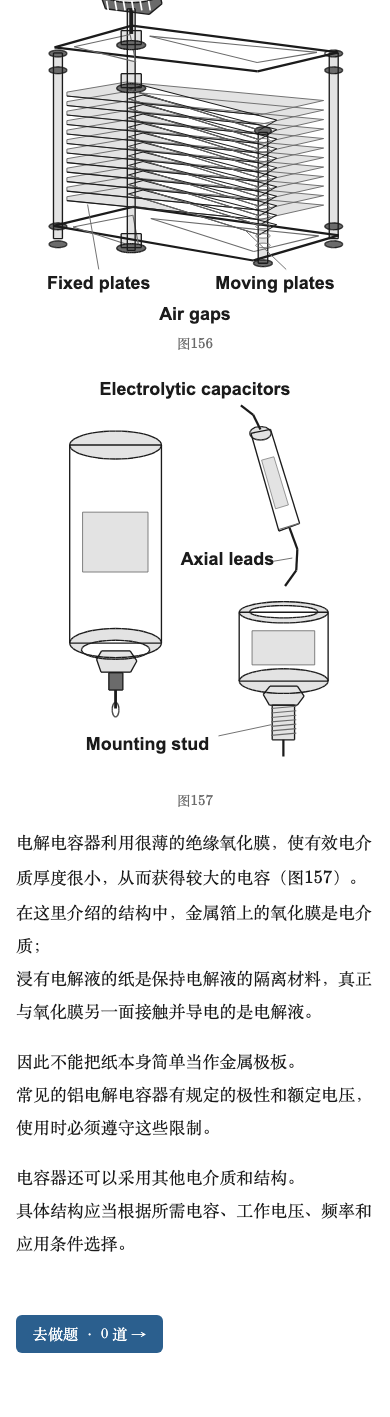 Fixed plates
Moving plates
Air gaps
图156
Electrolytic capacitors
Axial leads
Mounting stud
图157
电解电容器利用很薄的绝缘氧化膜，使有效电介
质厚度很小，从而获得较大的电容（图157）。
在这里介绍的结构中，金属箔上的氧化膜是电介
质；
浸有电解液的纸是保持电解液的隔离材料，真正
与氧化膜另一面接触并导电的是电解液。
因此不能把纸本身简单当作金属极板。
常见的铝电解电容器有规定的极性和额定电压，
使用时必须遵守这些限制。
电容器还可以采用其他电介质和结构。
具体结构应当根据所需电容、工作电压、频率和
应用条件选择。
去做题 · 0 道 →